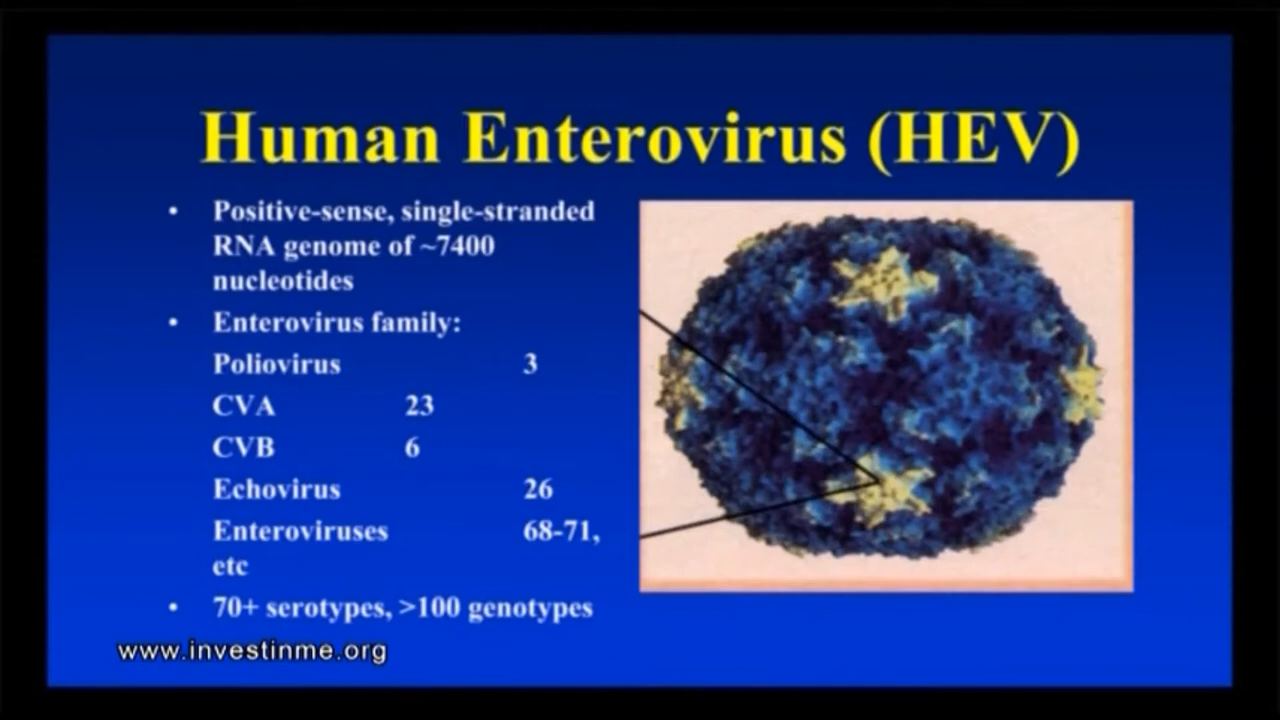 Human Enterovirus (HEV)
• Positive-sense, single-stranded
RNA genome of ~7400
nucleotides
• Enterovirus family:
Poliovirus 3
CVA 23
CVB 6
Echovirus 26
Enteroviruses 68-71,
etc
• 70+ serotypes, >100 genotypes
www.investinme.org